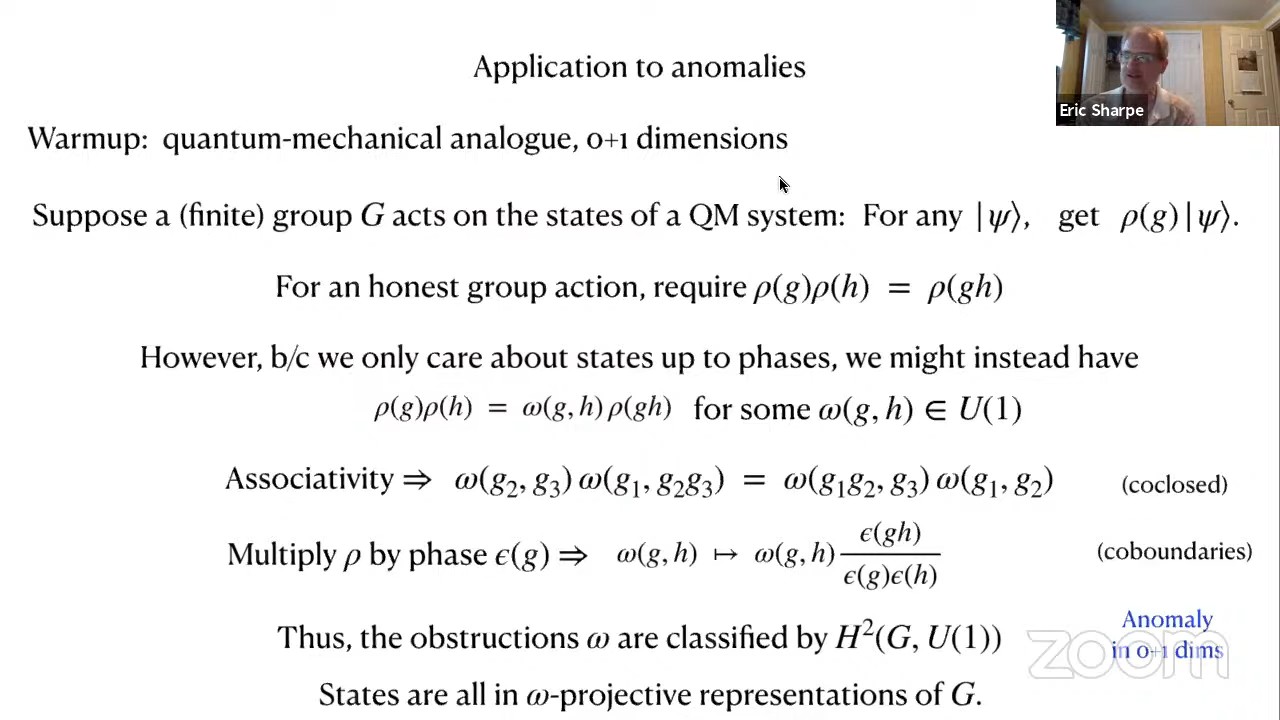 Application to anomalies
Eric Sharpe
Warmup: quantum-mechanical analogue, 0+1 dimensions
Suppose a (finite) group G acts on the states of a QM system: For any |ψ⟩, get ρ(g)|ψ⟩.
For an honest group action, require ρ(g)ρ(h) = ρ(gh)
However, b/c we only care about states up to phases, we might instead have
ρ(g)ρ(h) = ω(g, h) ρ(gh) for some ω(g, h) ∈ U(1)
Associativity ⇒ ω(g₂, g₃) ω(g₁, g₂g₃) = ω(g₁g₂, g₃) ω(g₁, g₂) (coclosed)
Multiply ρ by phase ϵ(g) ⇒ ω(g, h) ↦ ω(g, h) ϵ(gh)/ϵ(g)ϵ(h) (coboundaries)
Thus, the obstructions ω are classified by H²(G, U(1))
Anomaly
in 0+1 dims
zoom
States are all in ω-projective representations of G.